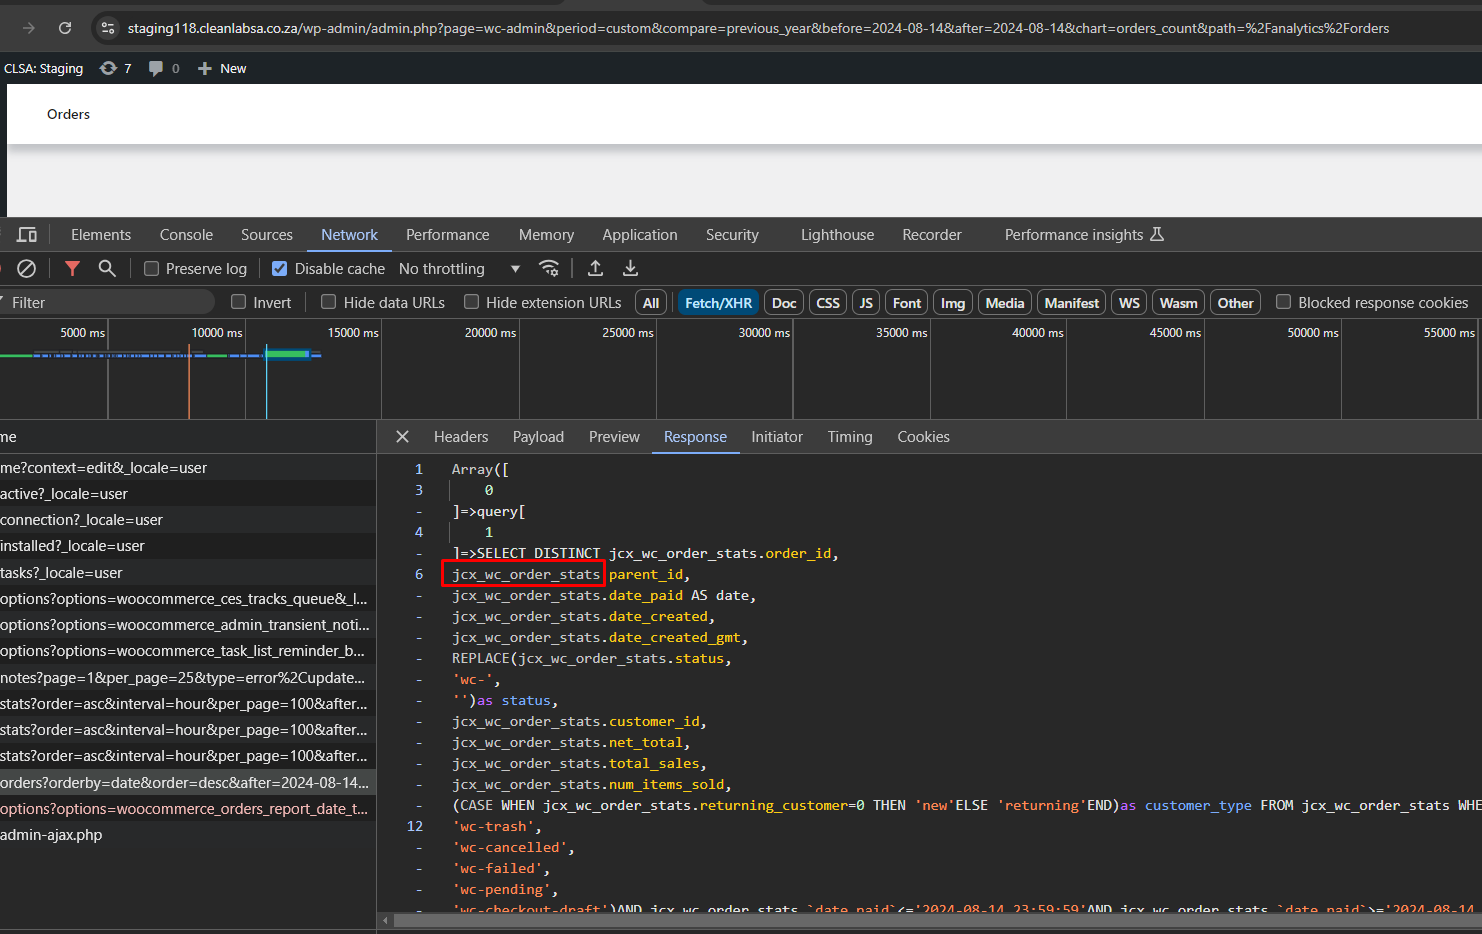 staging118.cleanlabsa.co.za/wp-admin/admin.php?page=wc-admin&period=custom&compare=previous_year&before=2024-08-14&after=2024-08-14&chart=orders_count&path=%2Fanalytics%2Forders
CLSA: Staging 7 0 New
Orders
Elements Console Sources Network Performance Memory Application Security Lighthouse Recorder Performance insights
Preserve log Disable cache No throttling
Filter Invert Hide data URLs Hide extension URLs All Fetch/XHR Doc CSS JS Font Img Media Manifest WS Wasm Other Blocked response cookies
5000 ms 10000 ms 15000 ms 20000 ms 25000 ms 30000 ms 35000 ms 40000 ms 45000 ms 50000 ms 55000 ms
me
me?context=edit&_locale=user
active?_locale=user
connection?_locale=user
installed?_locale=user
tasks?_locale=user
options?options=woocommerce_ces_tracks_queue&_l...
options?options=woocommerce_admin_transient_noti...
options?options=woocommerce_task_list_reminder_b...
notes?page=1&per_page=25&type=error%2Cupdate...
stats?order=asc&interval=hour&per_page=100&after...
stats?order=asc&interval=hour&per_page=100&after...
stats?order=asc&interval=hour&per_page=100&after...
orders?orderby=date&order=desc&after=2024-08-14...
options?options=woocommerce_orders_report_date_t...
admin-ajax.php
Headers Payload Preview Response Initiator Timing Cookies
1 Array([
3 0
- ]=>query[
4 1
- ]=>SELECT DISTINCT jcx_wc_order_stats.order_id,
6 jcx_wc_order_stats parent_id,
- jcx_wc_order_stats.date_paid AS date,
- jcx_wc_order_stats.date_created,
- jcx_wc_order_stats.date_created_gmt,
- REPLACE(jcx_wc_order_stats.status,
- 'wc-',
- '')as status,
- jcx_wc_order_stats.customer_id,
- jcx_wc_order_stats.net_total,
- jcx_wc_order_stats.total_sales,
- jcx_wc_order_stats.num_items_sold,
- (CASE WHEN jcx_wc_order_stats.returning_customer=0 THEN 'new'ELSE 'returning'END)as customer_type FROM jcx_wc_order_stats WHE
12 'wc-trash',
- 'wc-cancelled',
- 'wc-failed',
- 'wc-pending',
- 'wc-checkout-draft')AND jcx_wc_order_stats.`date_paid`<='2024-08-14 23:59:59'AND jcx_wc_order_stats.`date_paid`>='2024-08-14